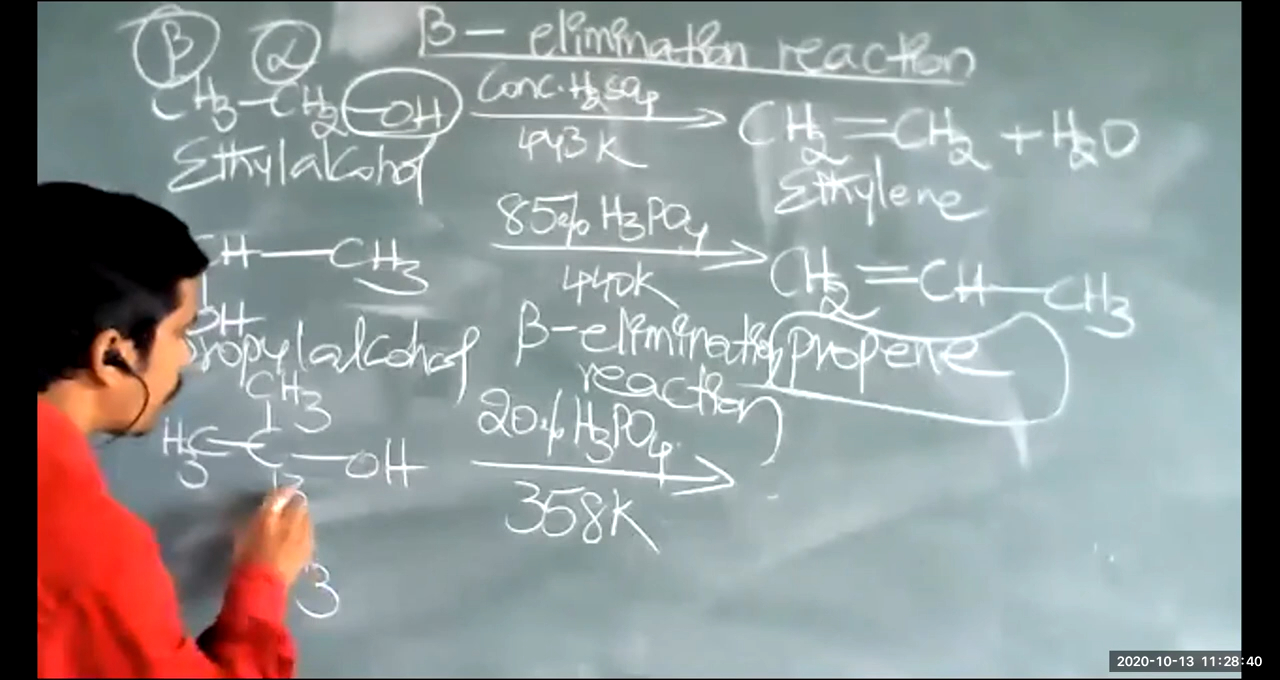 β – elimination reaction
β α
CH3–CH2–OH Conc. H2SO4 443K CH2=CH2 + H2O
Ethylalcohol Ethylene
CH—CH3 85% H3PO4 440K CH2=CH—CH3
OH
ropylalcohol β-elimination propene
reaction
CH3
H3C—C—OH 20% H3PO4 358K
3
2020-10-13 11:28:40